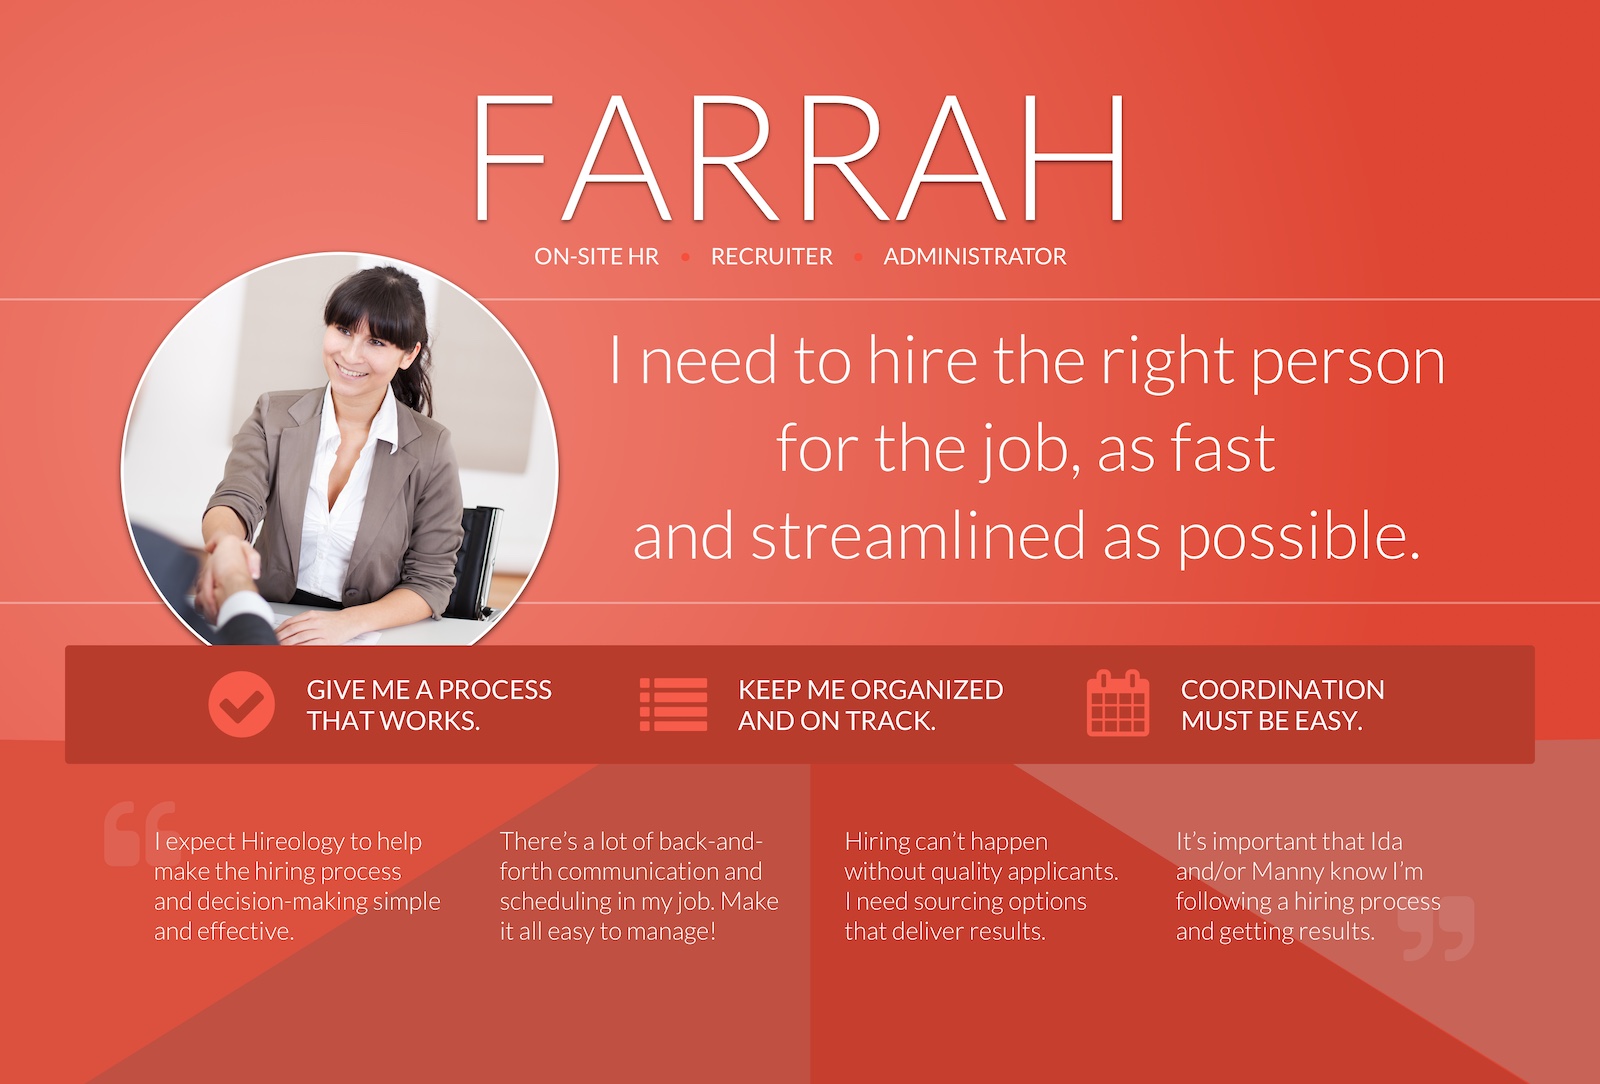 FARRAH
ON-SITE HR • RECRUITER • ADMINISTRATOR
I need to hire the right person
for the job, as fast
and streamlined as possible.
GIVE ME A PROCESS
THAT WORKS.
KEEP ME ORGANIZED
AND ON TRACK.
COORDINATION
MUST BE EASY.
“
I expect Hireology to help
make the hiring process
and decision-making simple
and effective.
There’s a lot of back-and-
forth communication and
scheduling in my job. Make
it all easy to manage!
Hiring can’t happen
without quality applicants.
I need sourcing options
that deliver results.
It’s important that Ida
and/or Manny know I’m
following a hiring process
and getting results.
”